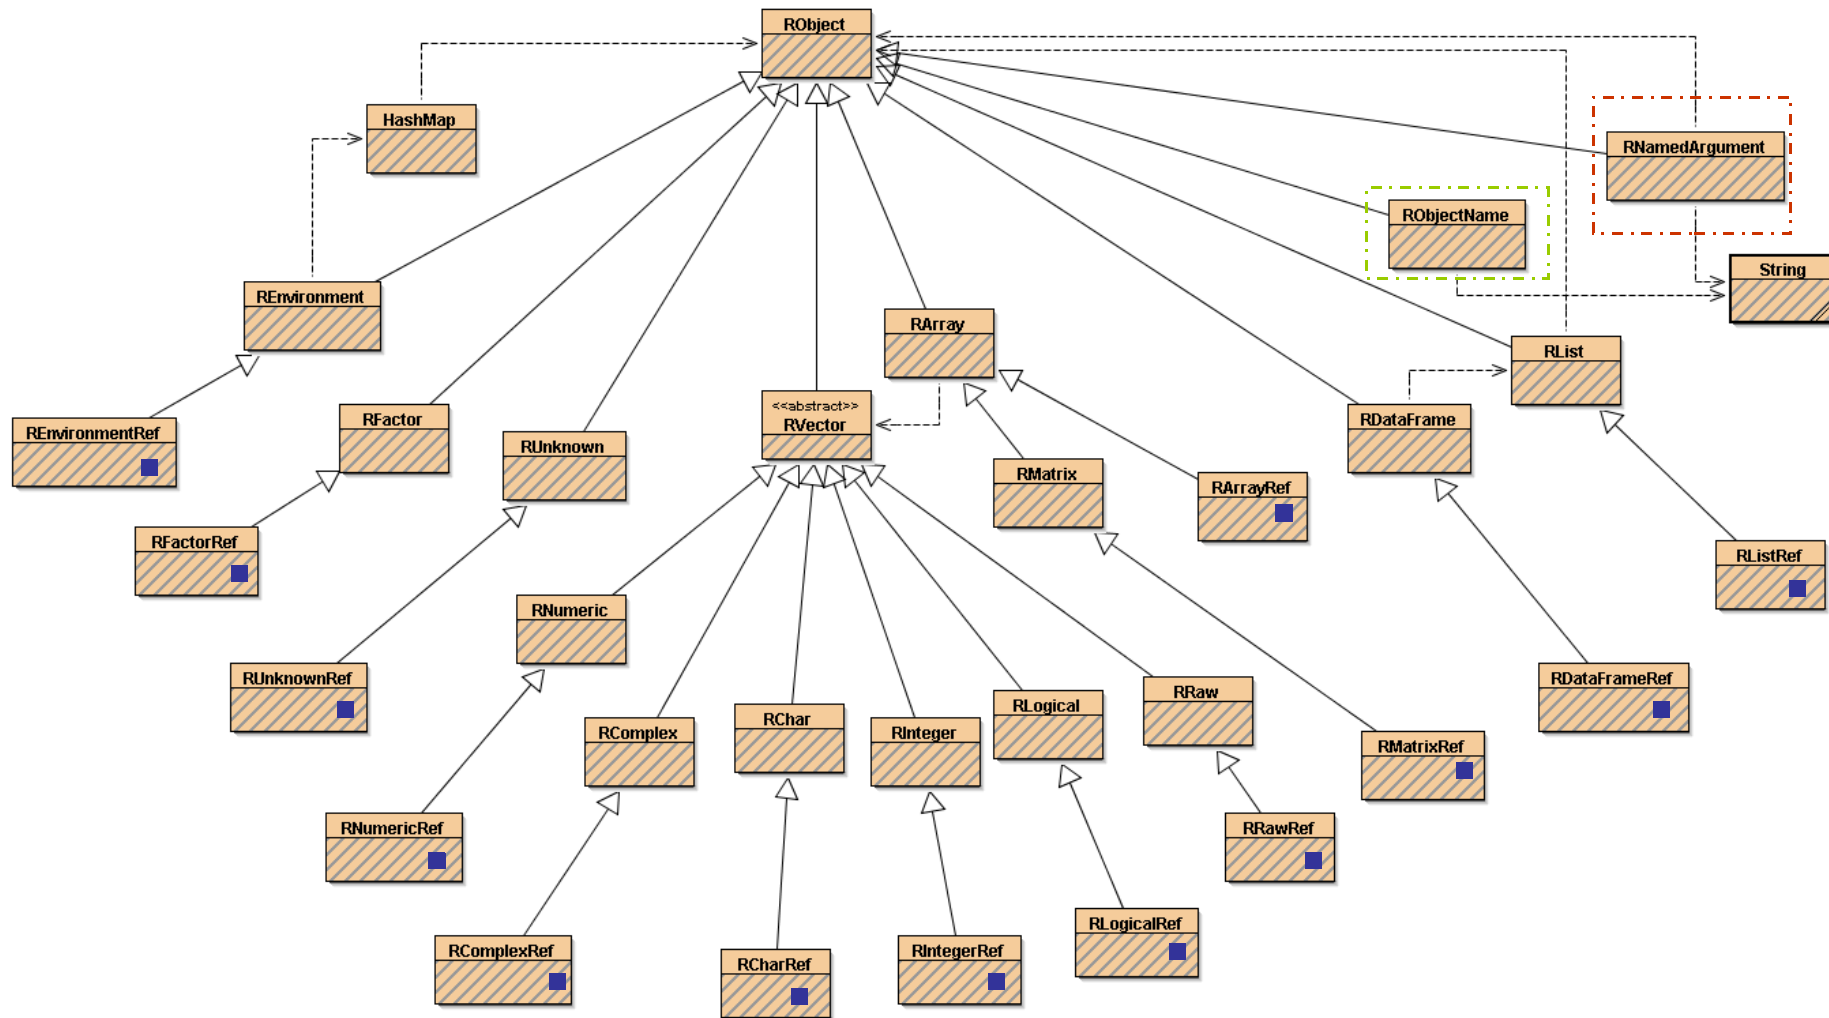 RObject
HashMap
RNamedArgument
RObjectName
String
REnvironment
RArray
RList
<<abstract>>
RVector
RFactor
RDataFrame
REnvironmentRef
RUnknown
RMatrix
RArrayRef
RFactorRef
RListRef
RNumeric
RUnknownRef
RDataFrameRef
RComplex
RChar
RInteger
RLogical
RRaw
RMatrixRef
RNumericRef
RRawRef
RComplexRef
RCharRef
RIntegerRef
RLogicalRef